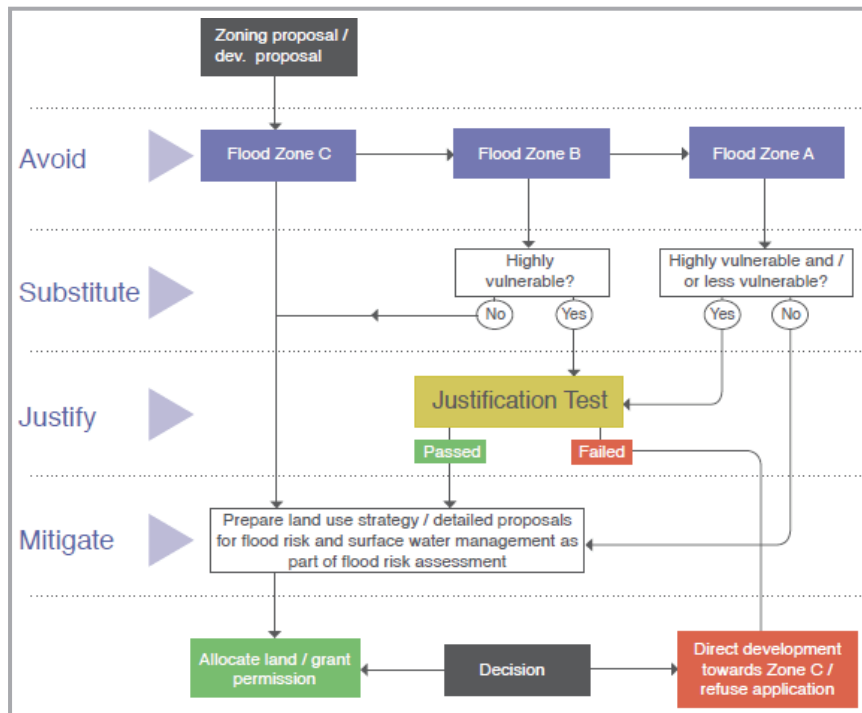 Zoning proposal /
dev. proposal
Avoid
Flood Zone C
Flood Zone B
Flood Zone A
Substitute
Highly
vulnerable?
Highly vulnerable and /
or less vulnerable?
No
Yes
Yes
No
Justify
Justification Test
Passed
Failed
Mitigate
Prepare land use strategy / detailed proposals
for flood risk and surface water management as
part of flood risk assessment
Allocate land / grant
permission
Decision
Direct development
towards Zone C /
refuse application